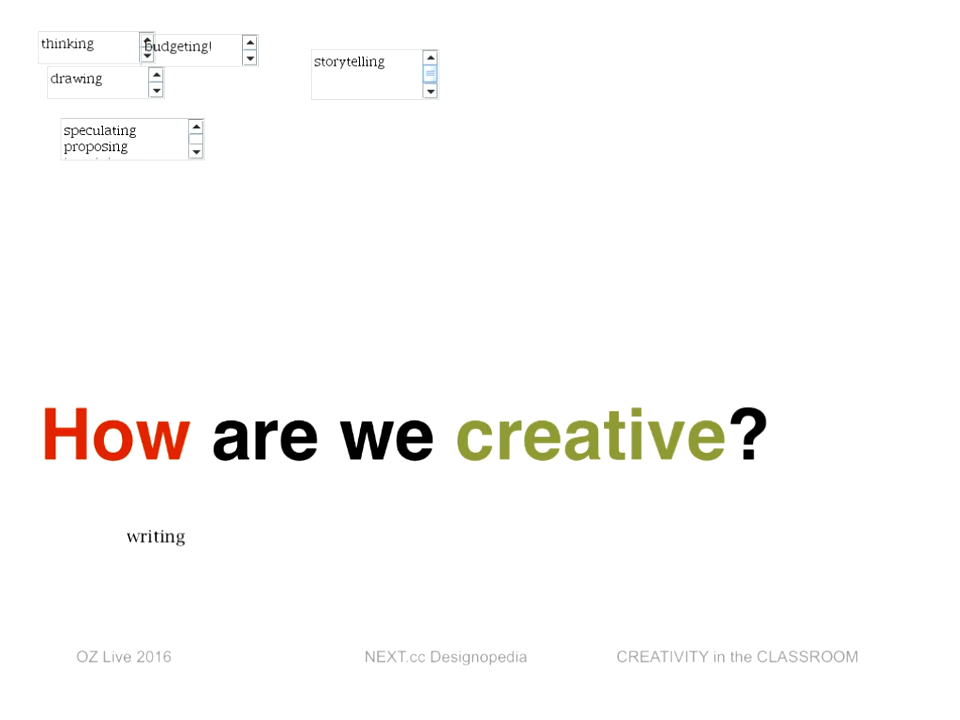 thinking
budgeting!
storytelling
drawing
speculating
proposing
How are we creative?
writing
OZ Live 2016
NEXT.cc Designopedia
CREATIVITY in the CLASSROOM